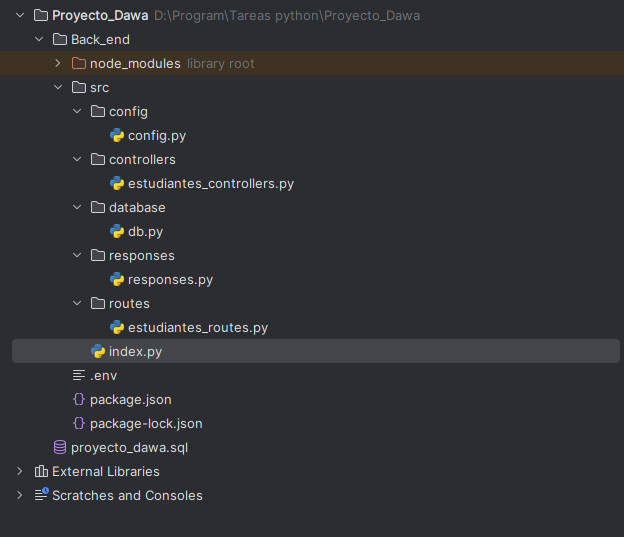 Proyecto_Dawa D:\Program\Tareas python\Proyecto_Dawa
Back_end
node_modules library root
src
config
config.py
controllers
estudiantes_controllers.py
database
db.py
responses
responses.py
routes
estudiantes_routes.py
index.py
.env
package.json
package-lock.json
proyecto_dawa.sql
External Libraries
Scratches and Consoles